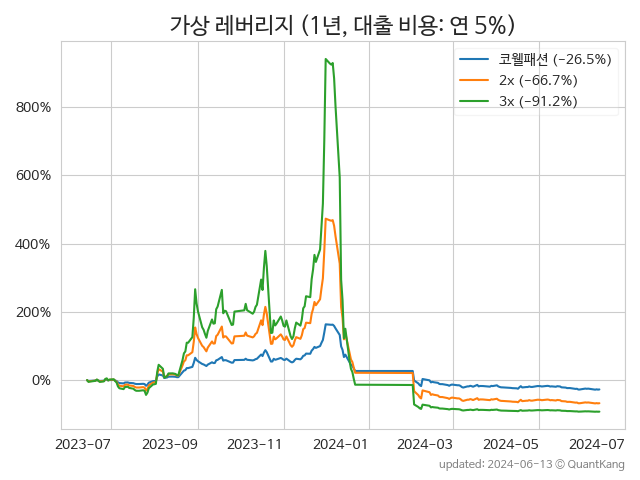 가상 레버리지 (1년, 대출 비용: 연 5%)
코웰패션 (-26.5%)
2x (-66.7%)
3x (-91.2%)
800%
600%
400%
200%
0%
2023-07 2023-09 2023-11 2024-01 2024-03 2024-05 2024-07
updated: 2024-06-13 © QuantKang